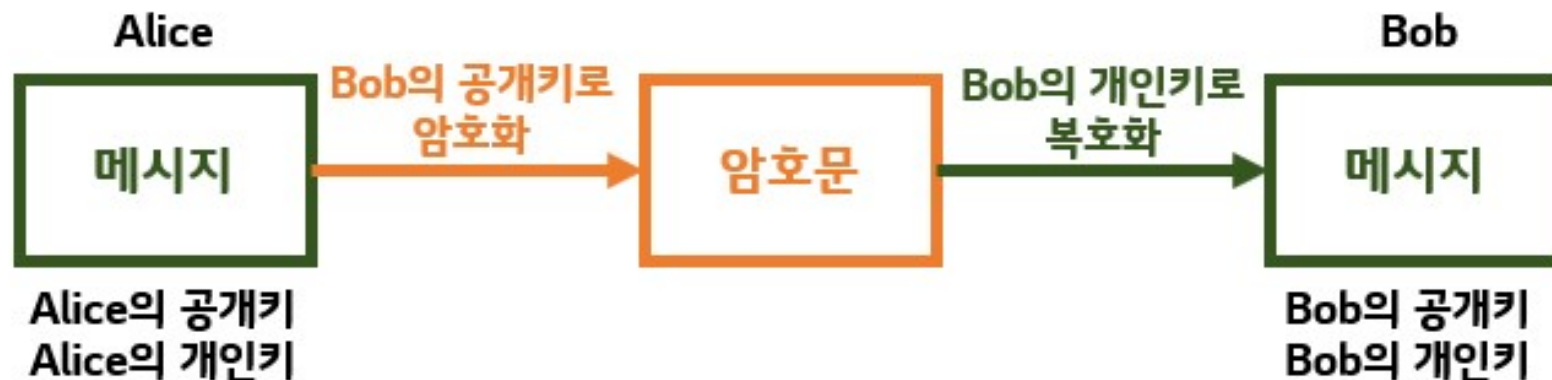 Alice
Bob
Bob의 공개키로
암호화
Bob의 개인키로
복호화
메시지
암호문
메시지
Alice의 공개키
Alice의 개인키
Bob의 공개키
Bob의 개인키